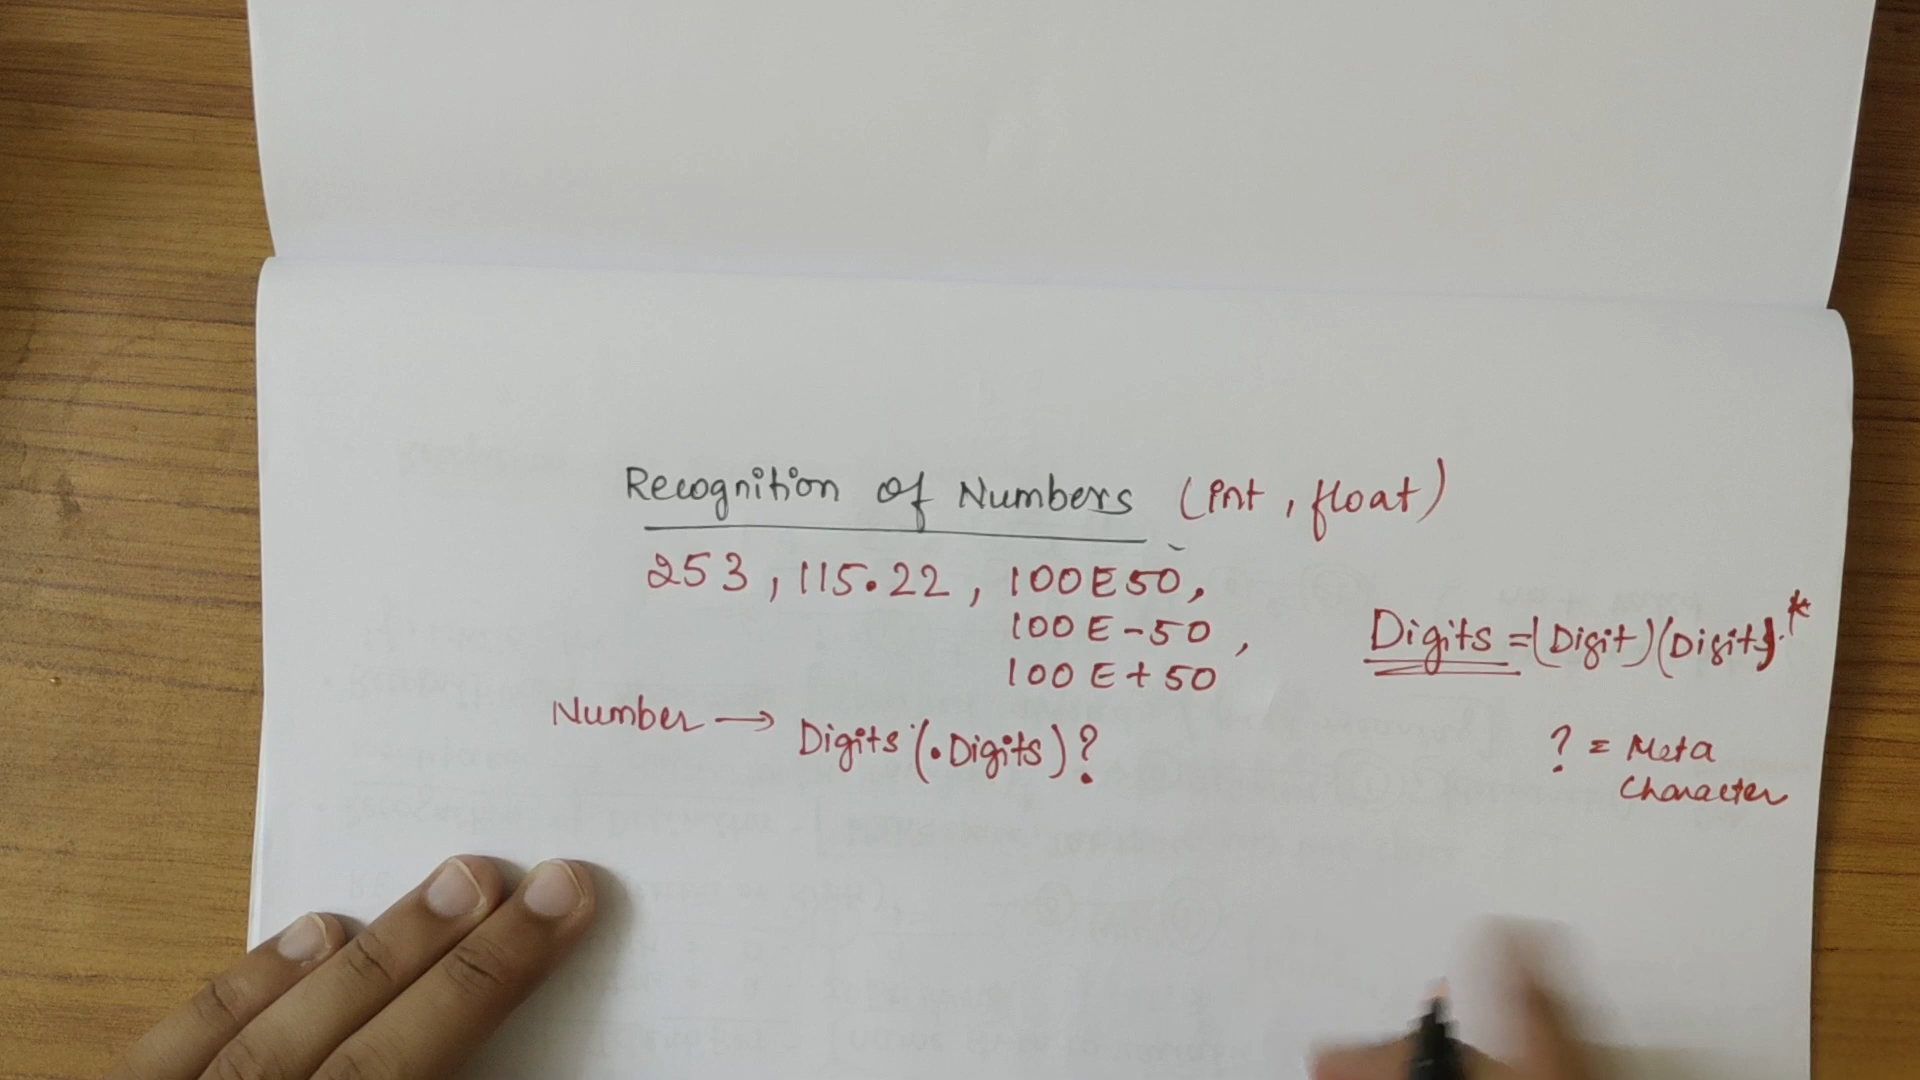 Recognition of Numbers (int, float)
253, 115.22, 100E50,
100E-50,
100E+50
Digits = (Digit)(Digit)*
Number → Digits (.Digits)?
? = Meta
Character